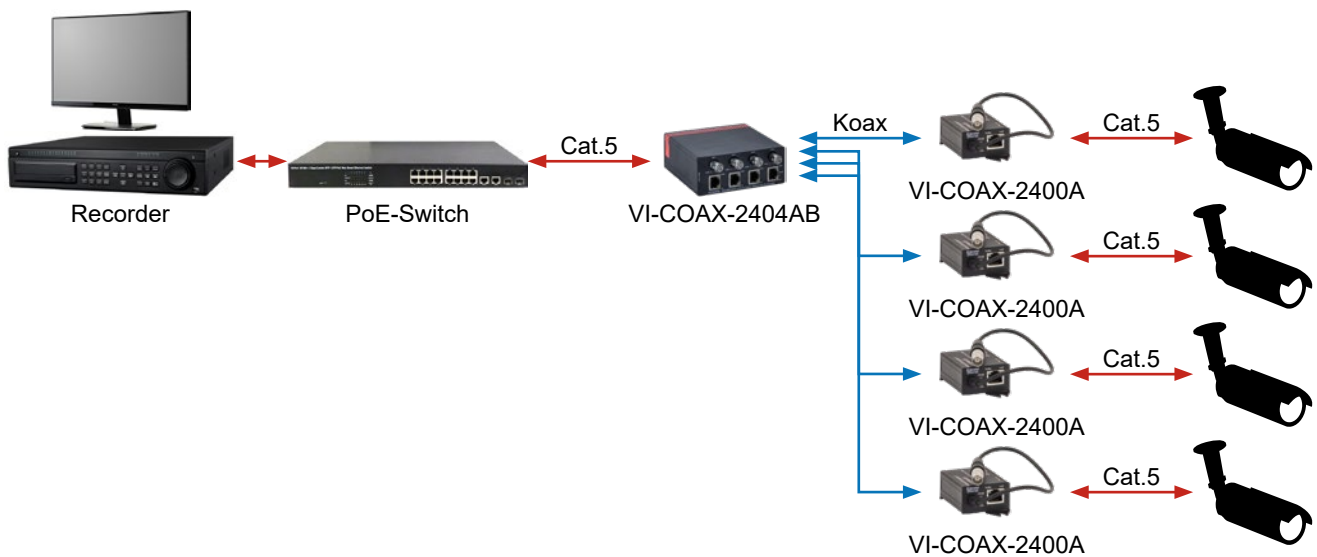 Koax
Cat.5
Cat.5
VI-COAX-2400A
Recorder
PoE-Switch
VI-COAX-2404AB
Cat.5
VI-COAX-2400A
Cat.5
VI-COAX-2400A
Cat.5
VI-COAX-2400A